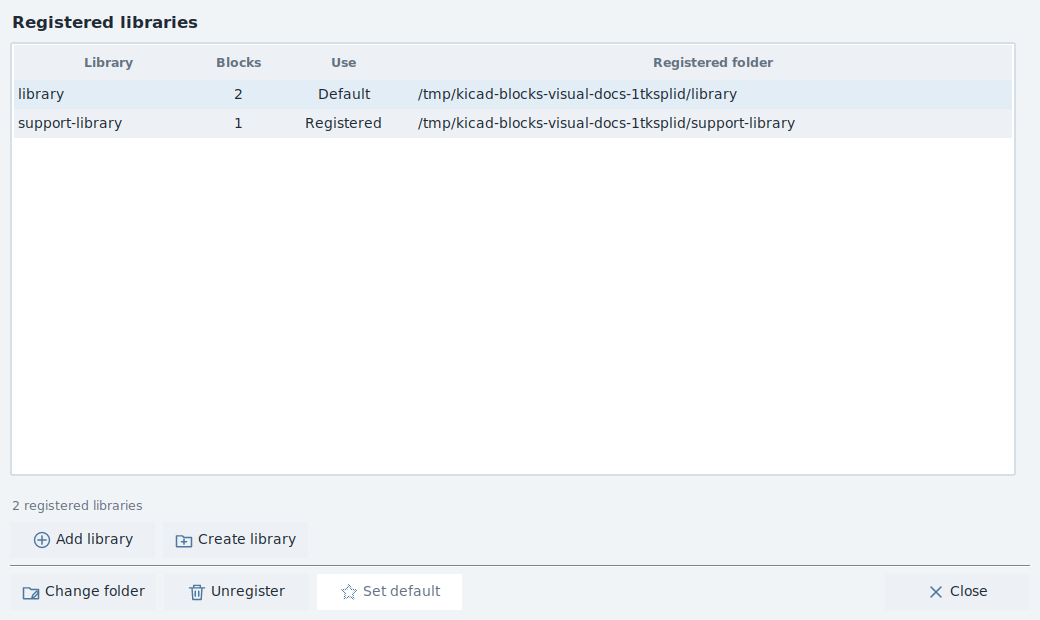 Registered libraries
Library Blocks Use Registered folder
library 2 Default /tmp/kicad-blocks-visual-docs-1tksplid/library
support-library 1 Registered /tmp/kicad-blocks-visual-docs-1tksplid/support-library
2 registered libraries
Add library Create library
Change folder Unregister Set default Close